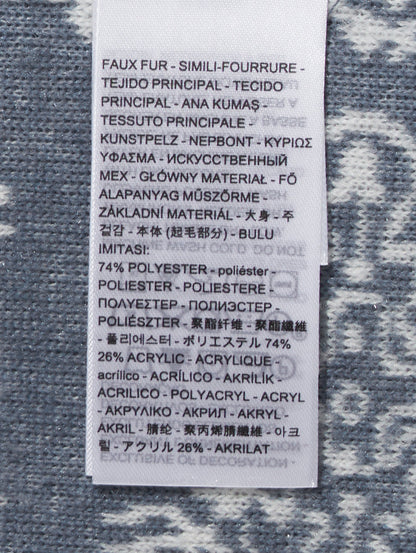 FAUX FUR - SIMILI-FOURRURE -
TEJIDO PRINCIPAL - TECIDO
PRINCIPAL - ANA KUMAŞ -
TESSUTO PRINCIPALE -
KUNSTPELZ - NEPBOHT - ΚΥΡΙΩΣ
ΥΦΑΣΜΑ - ИСКУССТВЕННЫЙ
МЕХ - GŁÓWNY MATERIAŁ - FŐ
ALAPANYAG MŰSZŐRME -
ZÁKLADNÍ MATERIÁL - 大身 - 주
겉감 - 本体 (起毛部分) - BULU
IMITASI:
74% POLYESTER - poliéster -
POLIESTER - POLIESTERE -
ΠΟΛΥΕΣΤΕΡ - ПОЛИЭСТЕР -
POLIÉSZTER - 聚酯纤维 - 聚酯纖維
- 폴리에스터 - ポリエステル 74%
26% ACRYLIC - ACRYLIQUE -
acrílico - ACRÍLICO - AKRİLİK -
ACRILICO - POLYACRYL - ACRYL
- ΑΚΡΥΛΙΚΟ - АКРИЛ - AKRYL -
AKRIL - 腈纶 - 聚丙烯腈纖維 - 아크
릴 - アクリル 26% - AKRILAT